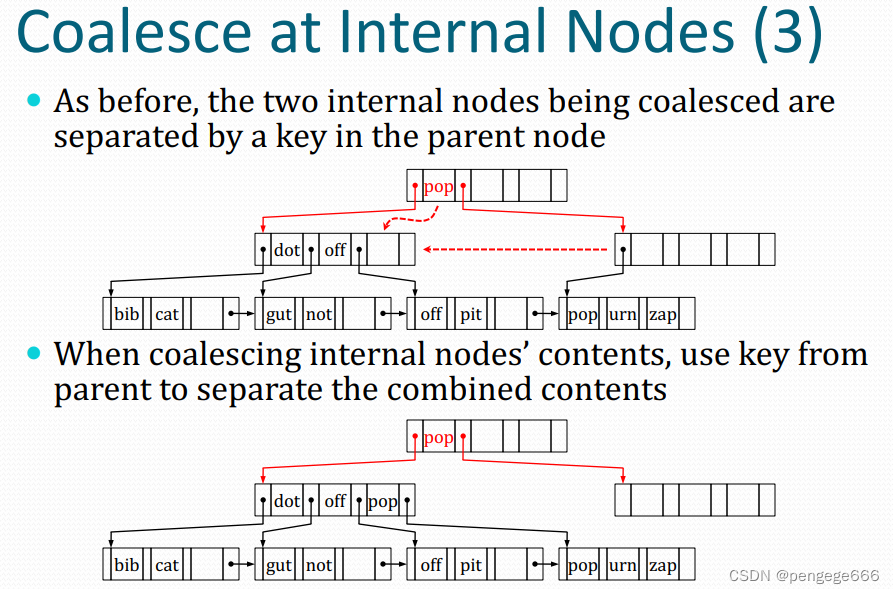 Coalesce at Internal Nodes (3)
As before, the two internal nodes being coalesced are
separated by a key in the parent node
pop
dot off
bib cat gut not off pit pop urn zap
When coalescing internal nodes’ contents, use key from
parent to separate the combined contents
pop
dot off pop
bib cat gut not off pit pop urn zap
CSDN @pengege666